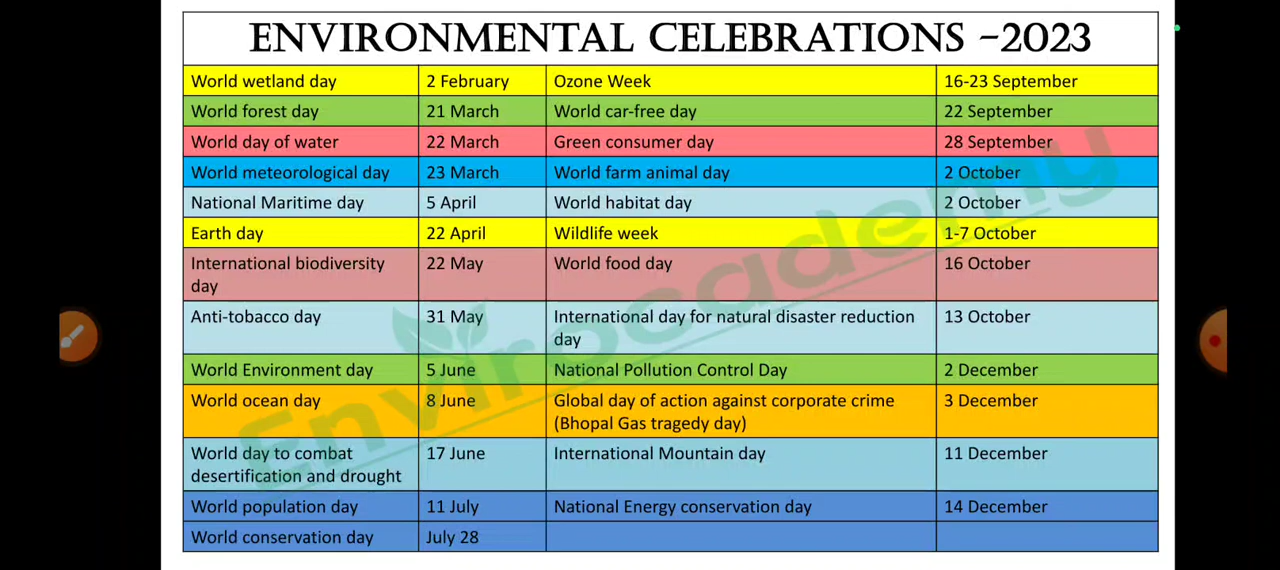 ENVIRONMENTAL CELEBRATIONS -2023
World wetland day 2 February Ozone Week 16-23 September
World forest day 21 March World car-free day 22 September
World day of water 22 March Green consumer day 28 September
World meteorological day 23 March World farm animal day 2 October
National Maritime day 5 April World habitat day 2 October
Earth day 22 April Wildlife week 1-7 October
International biodiversity 22 May World food day 16 October
day
Anti-tobacco day 31 May International day for natural disaster reduction 13 October
day
World Environment day 5 June National Pollution Control Day 2 December
World ocean day 8 June Global day of action against corporate crime 3 December
(Bhopal Gas tragedy day)
World day to combat 17 June International Mountain day 11 December
desertification and drought
World population day 11 July National Energy conservation day 14 December
World conservation day July 28
Envirocademy